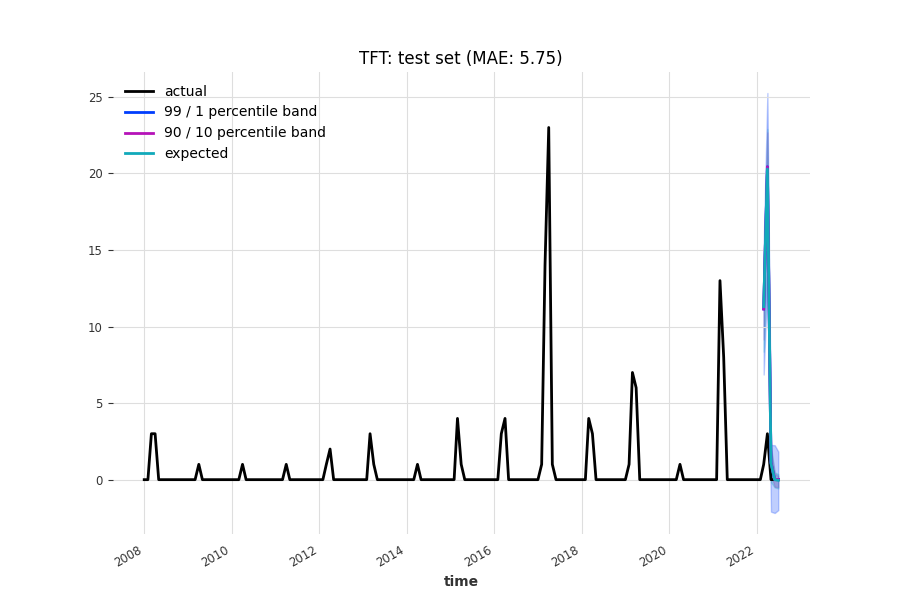 TFT: test set (MAE: 5.75)
actual
99 / 1 percentile band
90 / 10 percentile band
expected
25
20
15
10
5
0
2008
2010
2012
2014
2016
2018
2020
2022
time